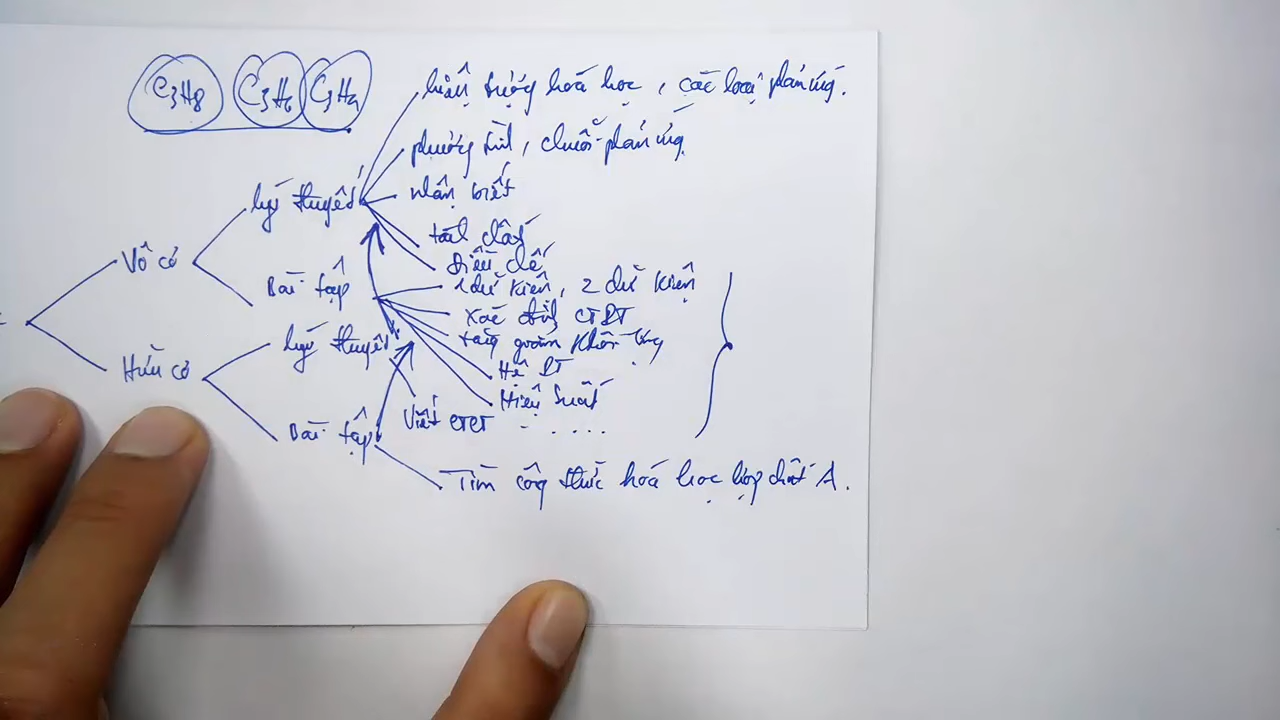 C3H8 C3H6 C3H4
hiện tượng hoá học, các loại phản ứng.
phương trình, chuỗi phản ứng
nhận biết
lý thuyết
tách chất
Vô cơ
điều chế
Bài tập
1 dữ kiện, 2 dữ kiện
xác định CTPT
lý thuyết
tăng giảm khối lượng
Hữu cơ
Hệ PT
Hiệu suất
Viết CTCT
.....
Bài tập
Tìm công thức hoá học hợp chất A.